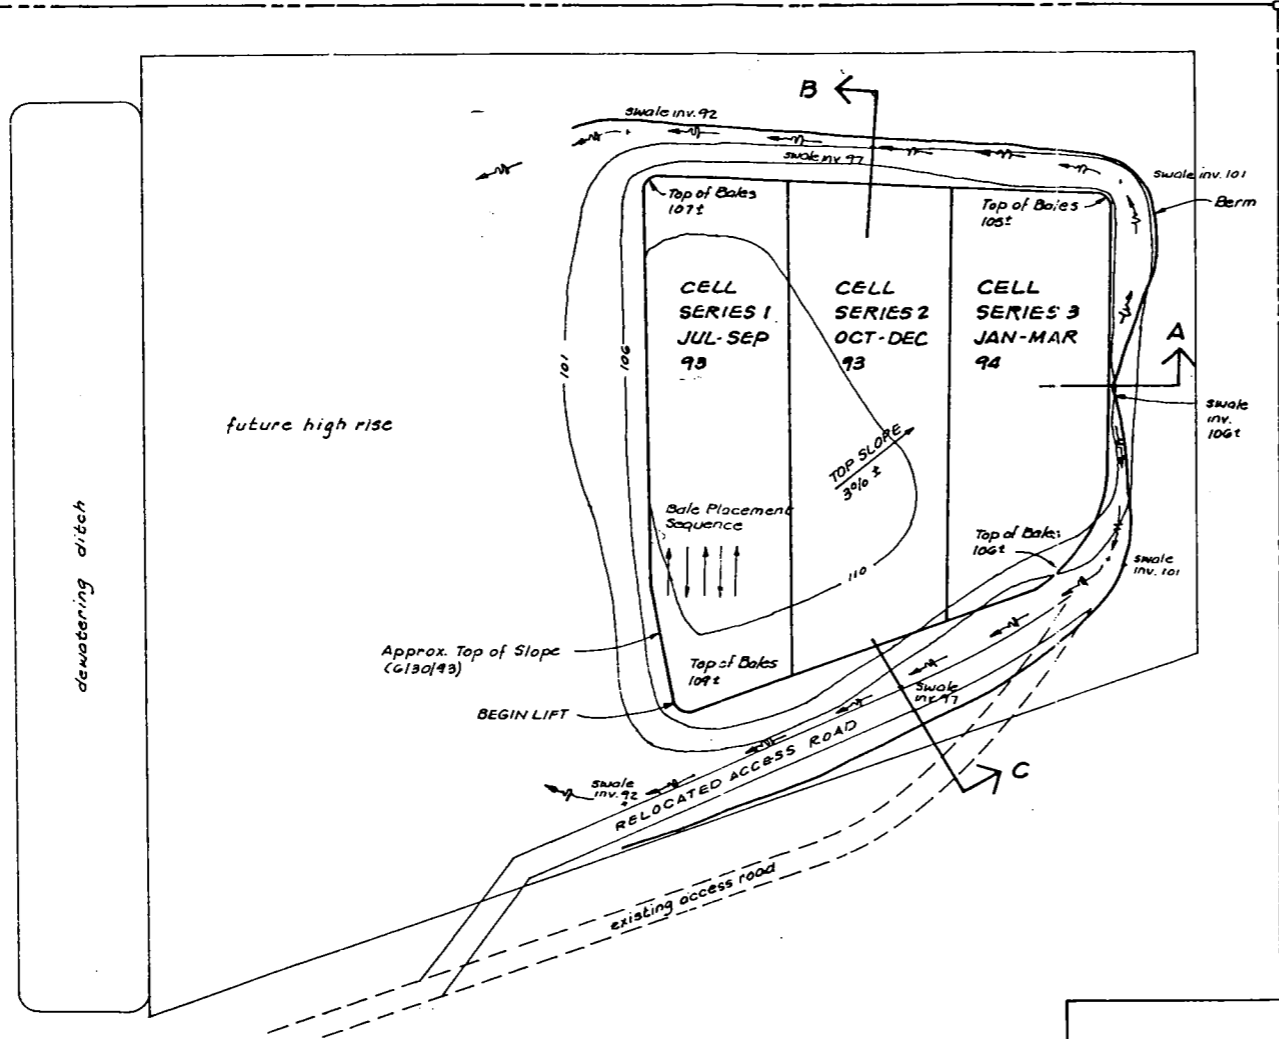 B
swale inv. 92
swale inv. 97
swale inv. 101
Berm
Top of Bales
107±
Top of Bales
105±
CELL
SERIES 1
JUL-SEP
93
CELL
SERIES 2
OCT-DEC
93
CELL
SERIES 3
JAN-MAR
94
A
101
106
swale
inv.
106±
future high rise
TOP SLOPE
3% ±
Bale Placement
Sequence
Top of Bales
106±
swale
inv. 101
110
dewatering ditch
Approx. Top of Slope
(6/30/93)
Top of Bales
109±
BEGIN LIFT
swale
inv. 97
C
swale
inv. 92
RELOCATED ACCESS ROAD
existing access road